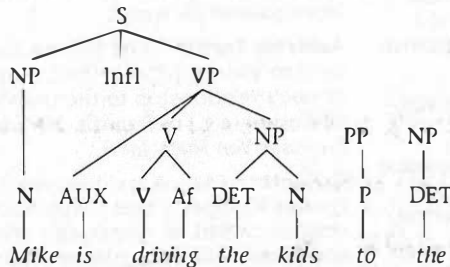 S
NP Infl VP
V NP PP NP
N AUX V Af DET N P DET
Mike is driving the kids to the